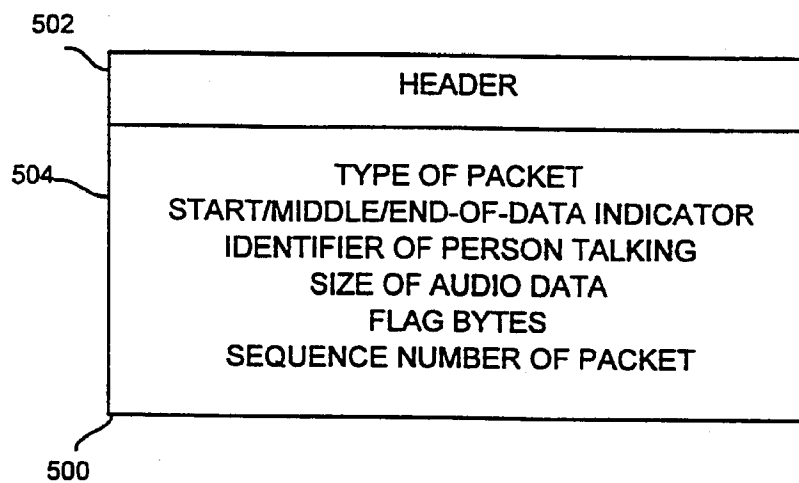 502
HEADER
504
TYPE OF PACKET
START/MIDDLE/END-OF-DATA INDICATOR
IDENTIFIER OF PERSON TALKING
SIZE OF AUDIO DATA
FLAG BYTES
SEQUENCE NUMBER OF PACKET
500